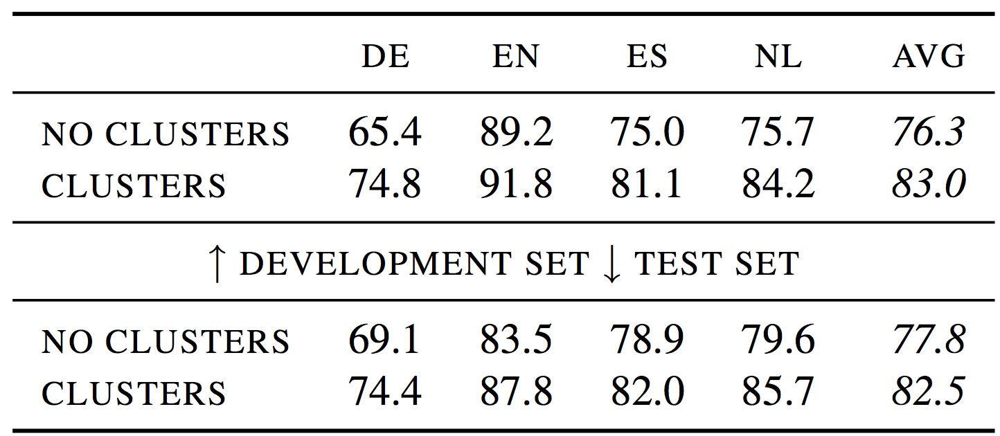 DE EN ES NL AVG
NO CLUSTERS 65.4 89.2 75.0 75.7 76.3
CLUSTERS 74.8 91.8 81.1 84.2 83.0
↑ DEVELOPMENT SET ↓ TEST SET
NO CLUSTERS 69.1 83.5 78.9 79.6 77.8
CLUSTERS 74.4 87.8 82.0 85.7 82.5